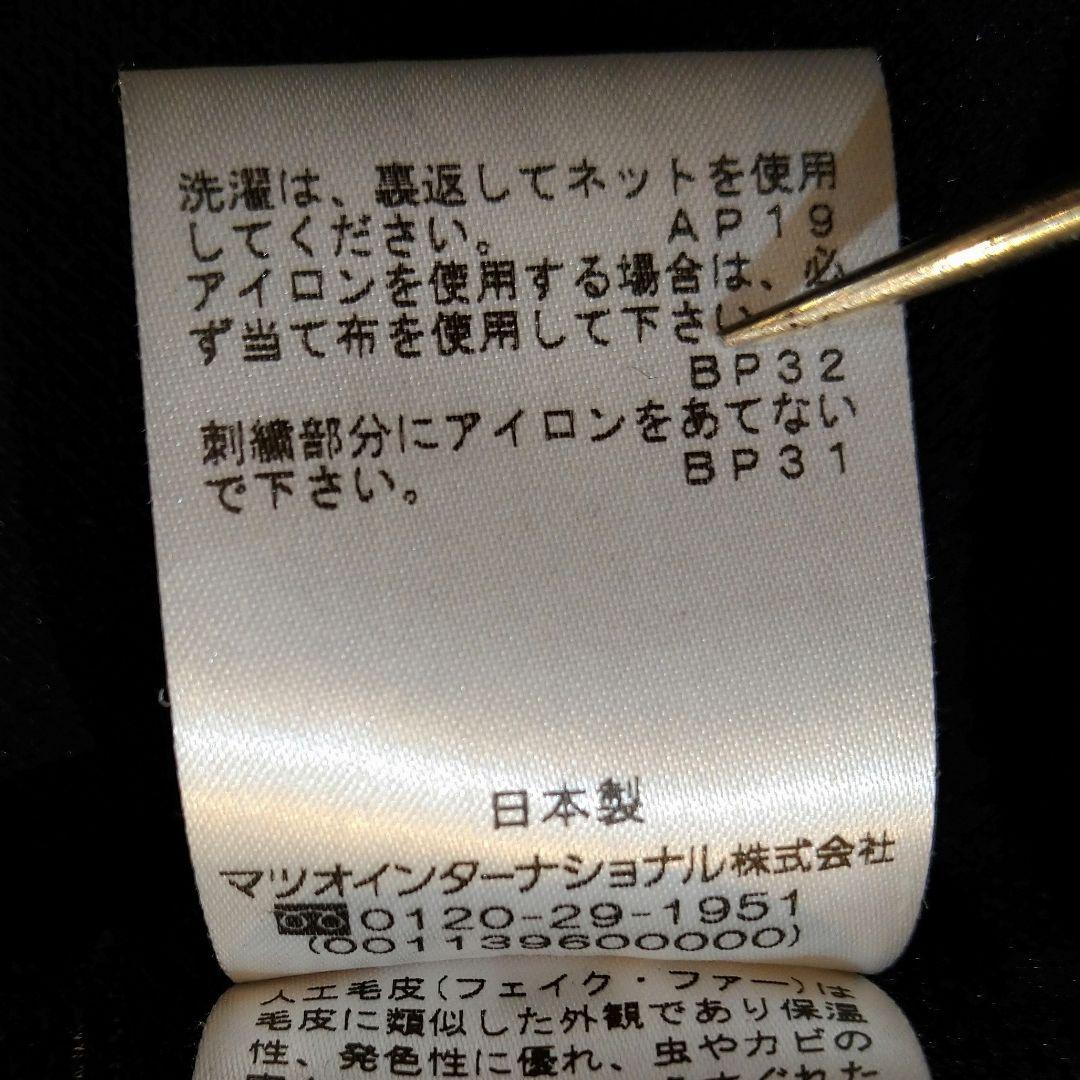 洗濯は、裏返してネットを使用
してください。 AP19
アイロンを使用する場合は、必
ず当て布を使用して下さい
BP32
刺繍部分にアイロンをあてない
で下さい。 BP31
日本製
マツオインターナショナル株式会社
0120-29-1951
(001139600000)
人工毛皮(フェイク・ファー)は
毛皮に類似した外観であり保温
性、発色性に優れ、虫やカビの